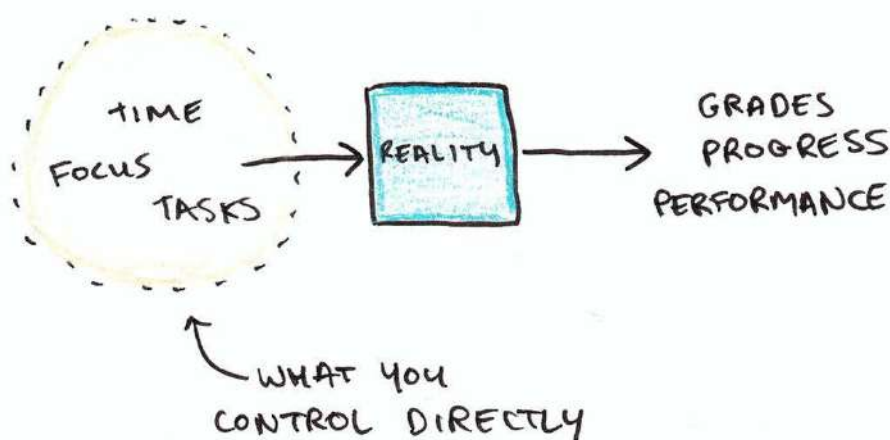 TIME
FOCUS
TASKS
REALITY
GRADES
PROGRESS
PERFORMANCE
WHAT YOU
CONTROL DIRECTLY